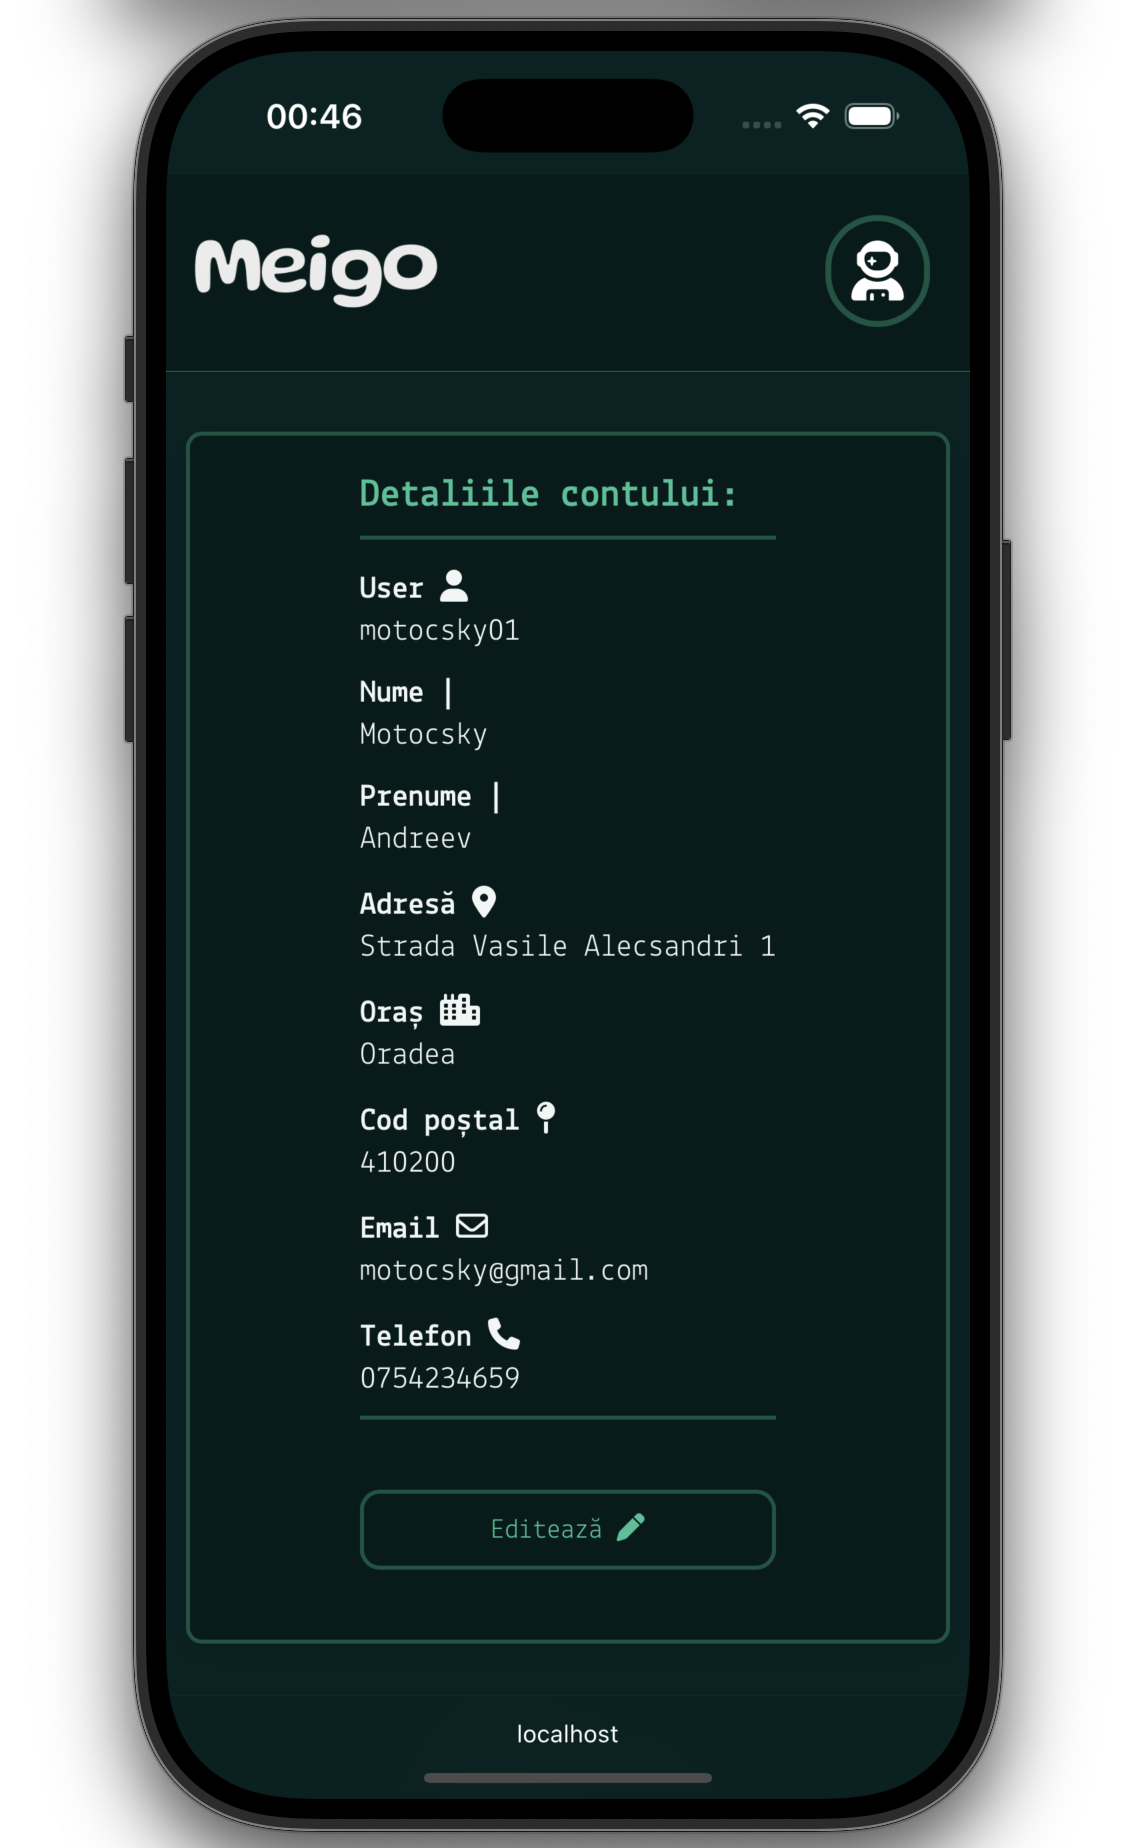 00:46
Meigo
Detaliile contului:
User
motocsky01
Nume |
Motocsky
Prenume |
Andreev
Adresă
Strada Vasile Alecsandri 1
Oraș
Oradea
Cod poștal
410200
Email
motocsky@gmail.com
Telefon
0754234659
Editează
localhost